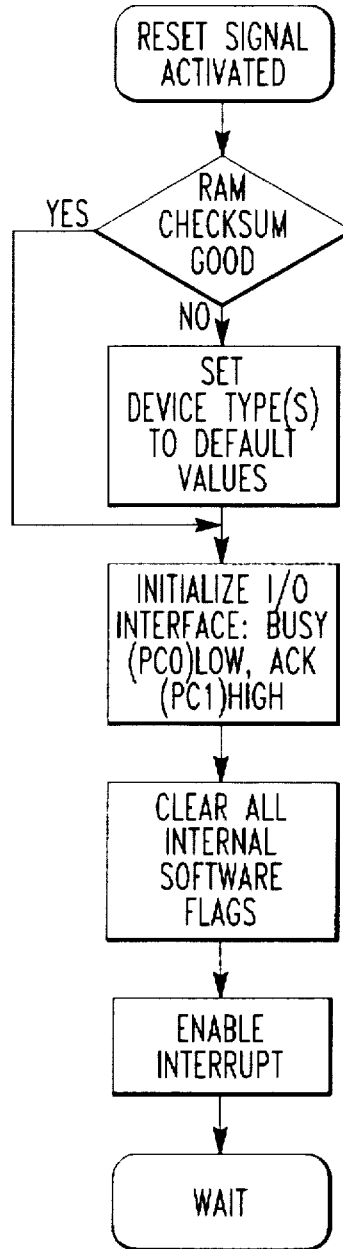 RESET SIGNAL
ACTIVATED
RAM
CHECKSUM
GOOD
YES
NO
SET
DEVICE TYPE(S)
TO DEFAULT
VALUES
INITIALIZE I/O
INTERFACE: BUSY
(PC0)LOW, ACK
(PC1)HIGH
CLEAR ALL
INTERNAL
SOFTWARE
FLAGS
ENABLE
INTERRUPT
WAIT